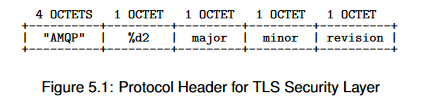 4 OCTETS 1 OCTET 1 OCTET 1 OCTET 1 OCTET
+----------+---------+---------+---------+----------+
| "AMQP" | %d2 | major | minor | revision |
+----------+---------+---------+---------+----------+
Figure 5.1: Protocol Header for TLS Security Layer